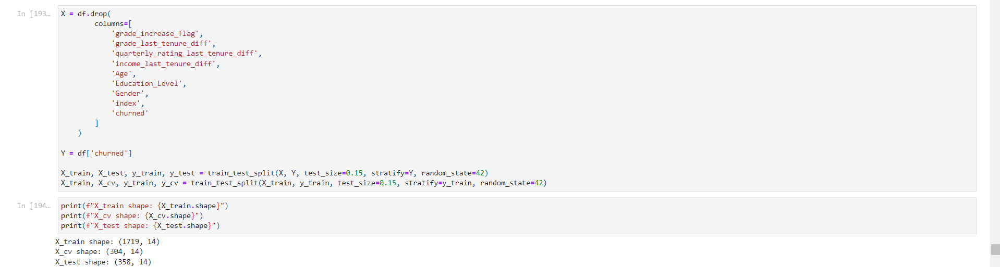 In [193…
X = df.drop(
columns=[
'grade_increase_flag',
'grade_last_tenure_diff',
'quarterly_rating_last_tenure_diff',
'income_last_tenure_diff',
'Age',
'Education_Level',
'Gender',
'index',
'churned'
]
)
Y = df['churned']
X_train, X_test, y_train, y_test = train_test_split(X, Y, test_size=0.15, stratify=Y, random_state=42)
X_train, X_cv, y_train, y_cv = train_test_split(X_train, y_train, test_size=0.15, stratify=y_train, random_state=42)
In [194…
print(f"X_train shape: {X_train.shape}")
print(f"X_cv shape: {X_cv.shape}")
print(f"X_test shape: {X_test.shape}")
X_train shape: (1719, 14)
X_cv shape: (304, 14)
X_test shape: (358, 14)